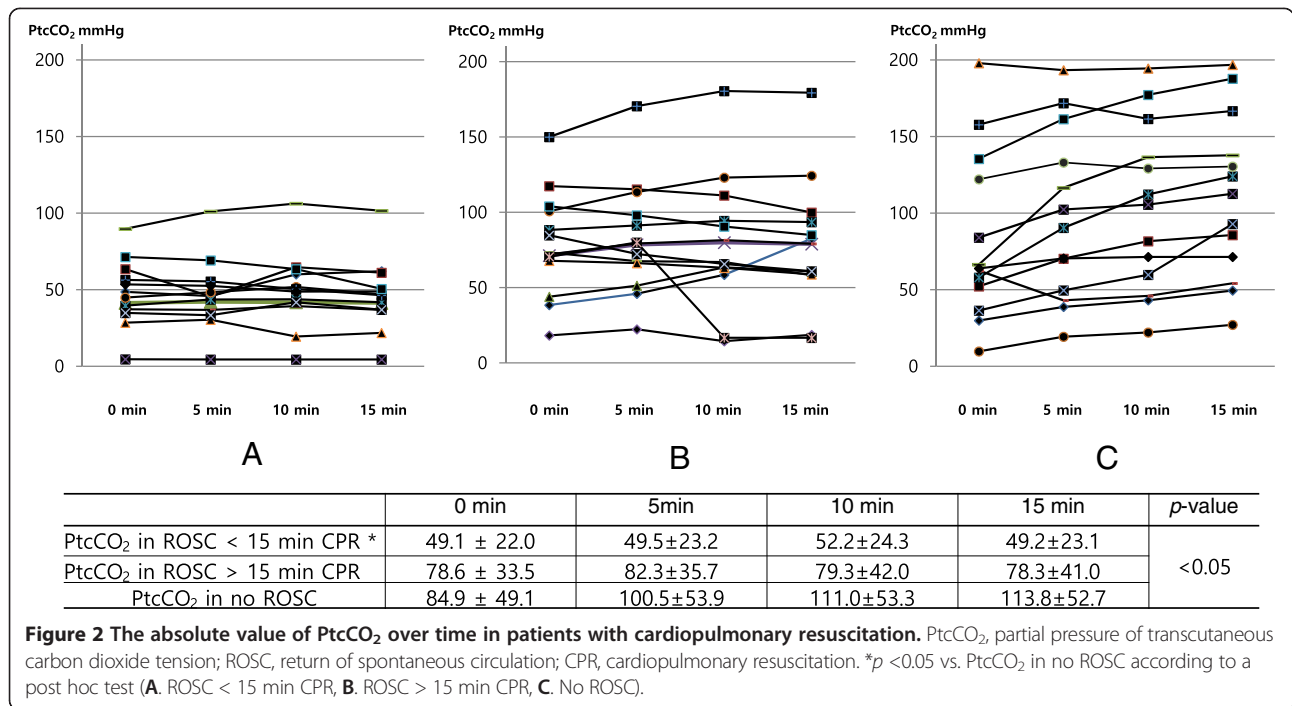 PtcCO₂ mmHg
200
150
100
50
0
0 min 5 min 10 min 15 min
A
PtcCO₂ mmHg
200
150
100
50
0
0 min 5 min 10 min 15 min
B
PtcCO₂ mmHg
200
150
100
50
0
0 min 5 min 10 min 15 min
C
0 min 5min 10 min 15 min p-value
PtcCO₂ in ROSC < 15 min CPR * 49.1 ± 22.0 49.5±23.2 52.2±24.3 49.2±23.1
<0.05
PtcCO₂ in ROSC > 15 min CPR 78.6 ± 33.5 82.3±35.7 79.3±42.0 78.3±41.0
PtcCO₂ in no ROSC 84.9 ± 49.1 100.5±53.9 111.0±53.3 113.8±52.7
Figure 2 The absolute value of PtcCO₂ over time in patients with cardiopulmonary resuscitation. PtcCO₂, partial pressure of transcutaneous
carbon dioxide tension; ROSC, return of spontaneous circulation; CPR, cardiopulmonary resuscitation. *p <0.05 vs. PtcCO₂ in no ROSC according to a
post hoc test (A. ROSC < 15 min CPR, B. ROSC > 15 min CPR, C. No ROSC).